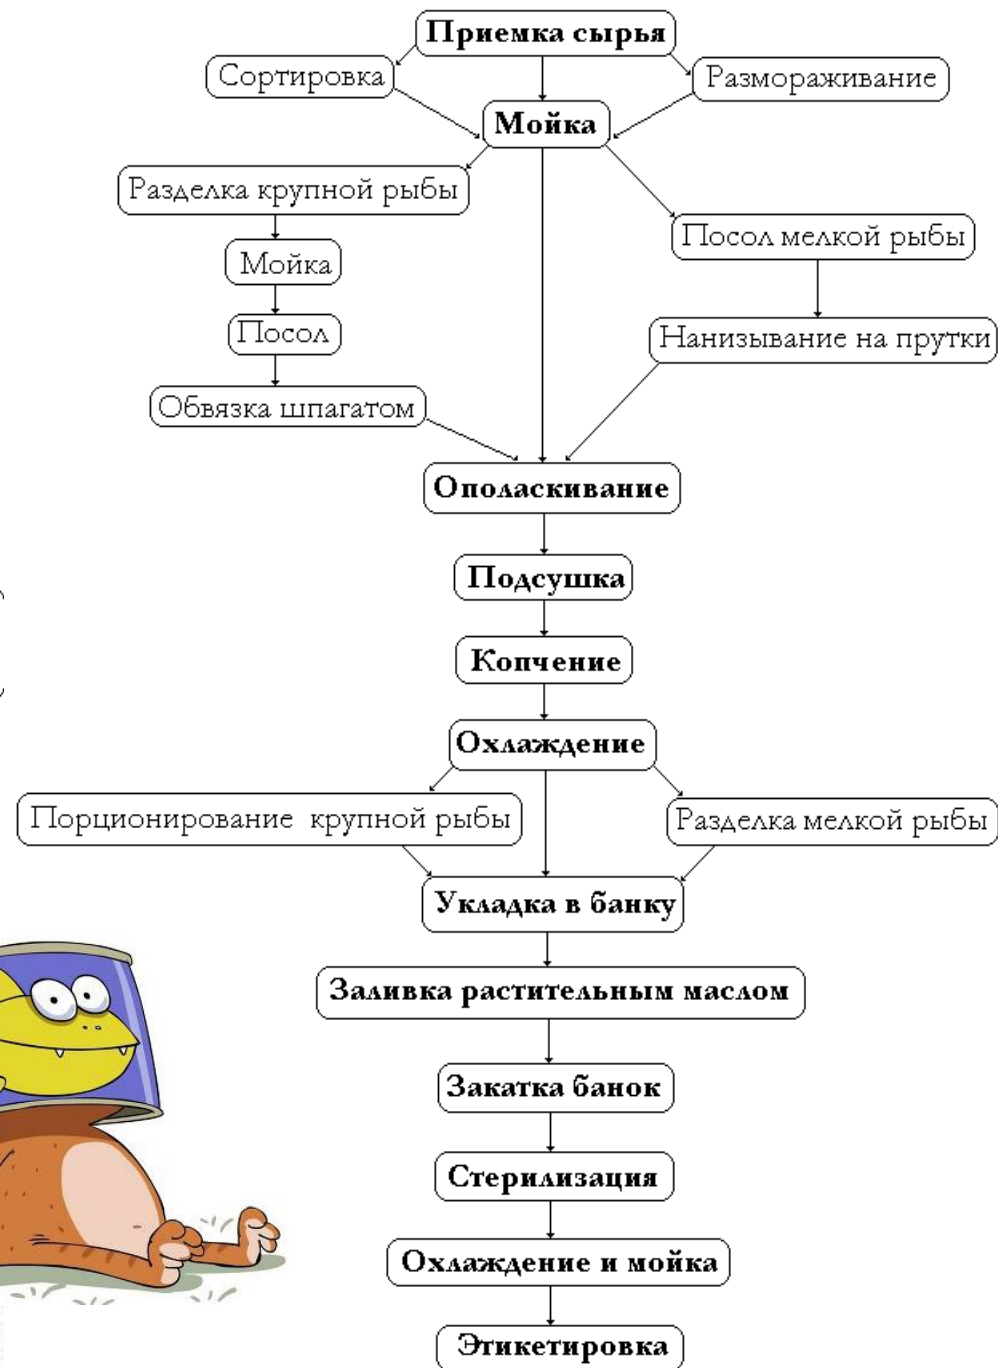 Приемка сырья
Сортировка
Размораживание
Мойка
Разделка крупной рыбы
Посол мелкой рыбы
Мойка
Посол
Нанизывание на прутки
Обвязка шпагатом
Ополаскивание
Подсушка
Копчение
Охлаждение
Порционирование крупной рыбы
Разделка мелкой рыбы
Укладка в банку
Заливка растительным маслом
Закатка банок
Стерилизация
Охлаждение и мойка
Этикетировка